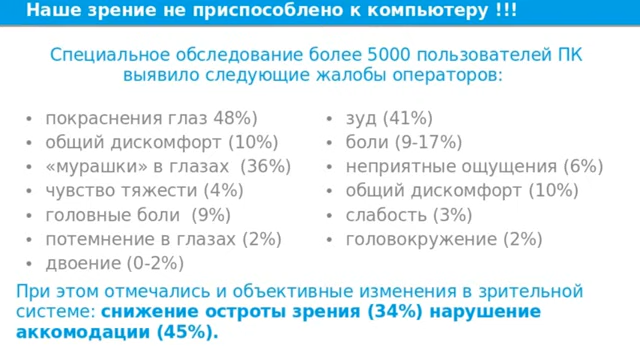 Наше зрение не приспособлено к компьютеру !!!
Специальное обследование более 5000 пользователей ПК
выявило следующие жалобы операторов:
• покраснения глаз 48%)
• общий дискомфорт (10%)
• «мурашки» в глазах (36%)
• чувство тяжести (4%)
• головные боли (9%)
• потемнение в глазах (2%)
• двоение (0-2%)
• зуд (41%)
• боли (9-17%)
• неприятные ощущения (6%)
• общий дискомфорт (10%)
• слабость (3%)
• головокружение (2%)
При этом отмечались и объективные изменения в зрительной
системе: снижение остроты зрения (34%) нарушение
аккомодации (45%).